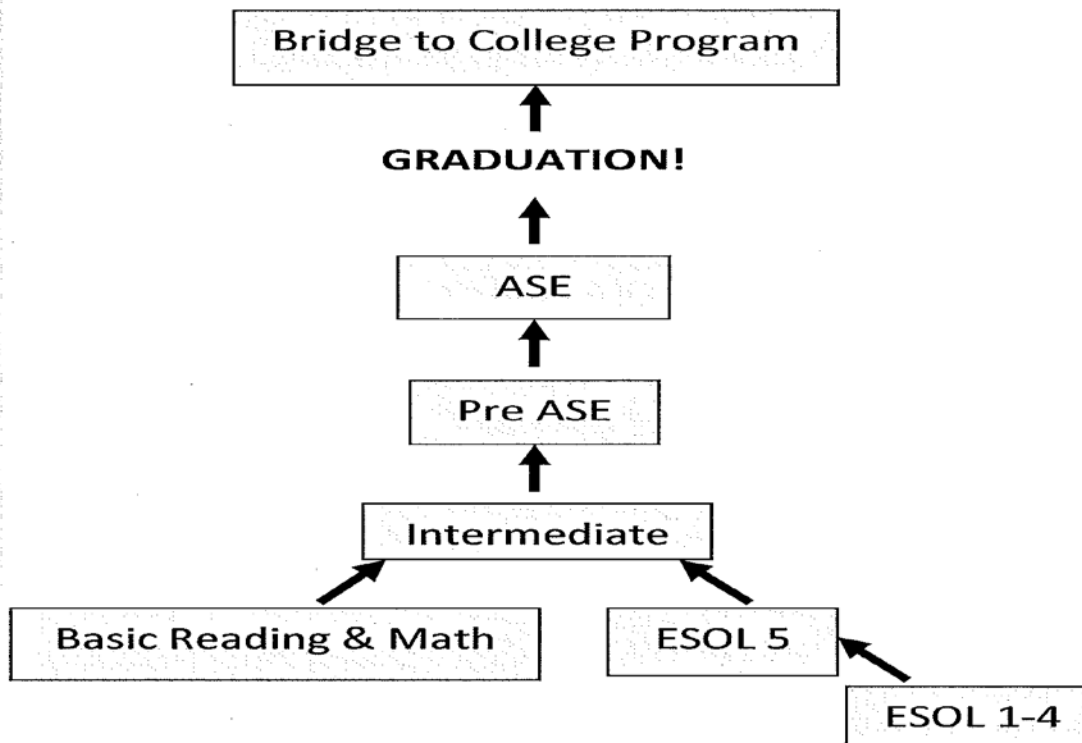 Bridge to College Program
GRADUATION!
ASE
Pre ASE
Intermediate
Basic Reading & Math
ESOL 5
ESOL 1-4